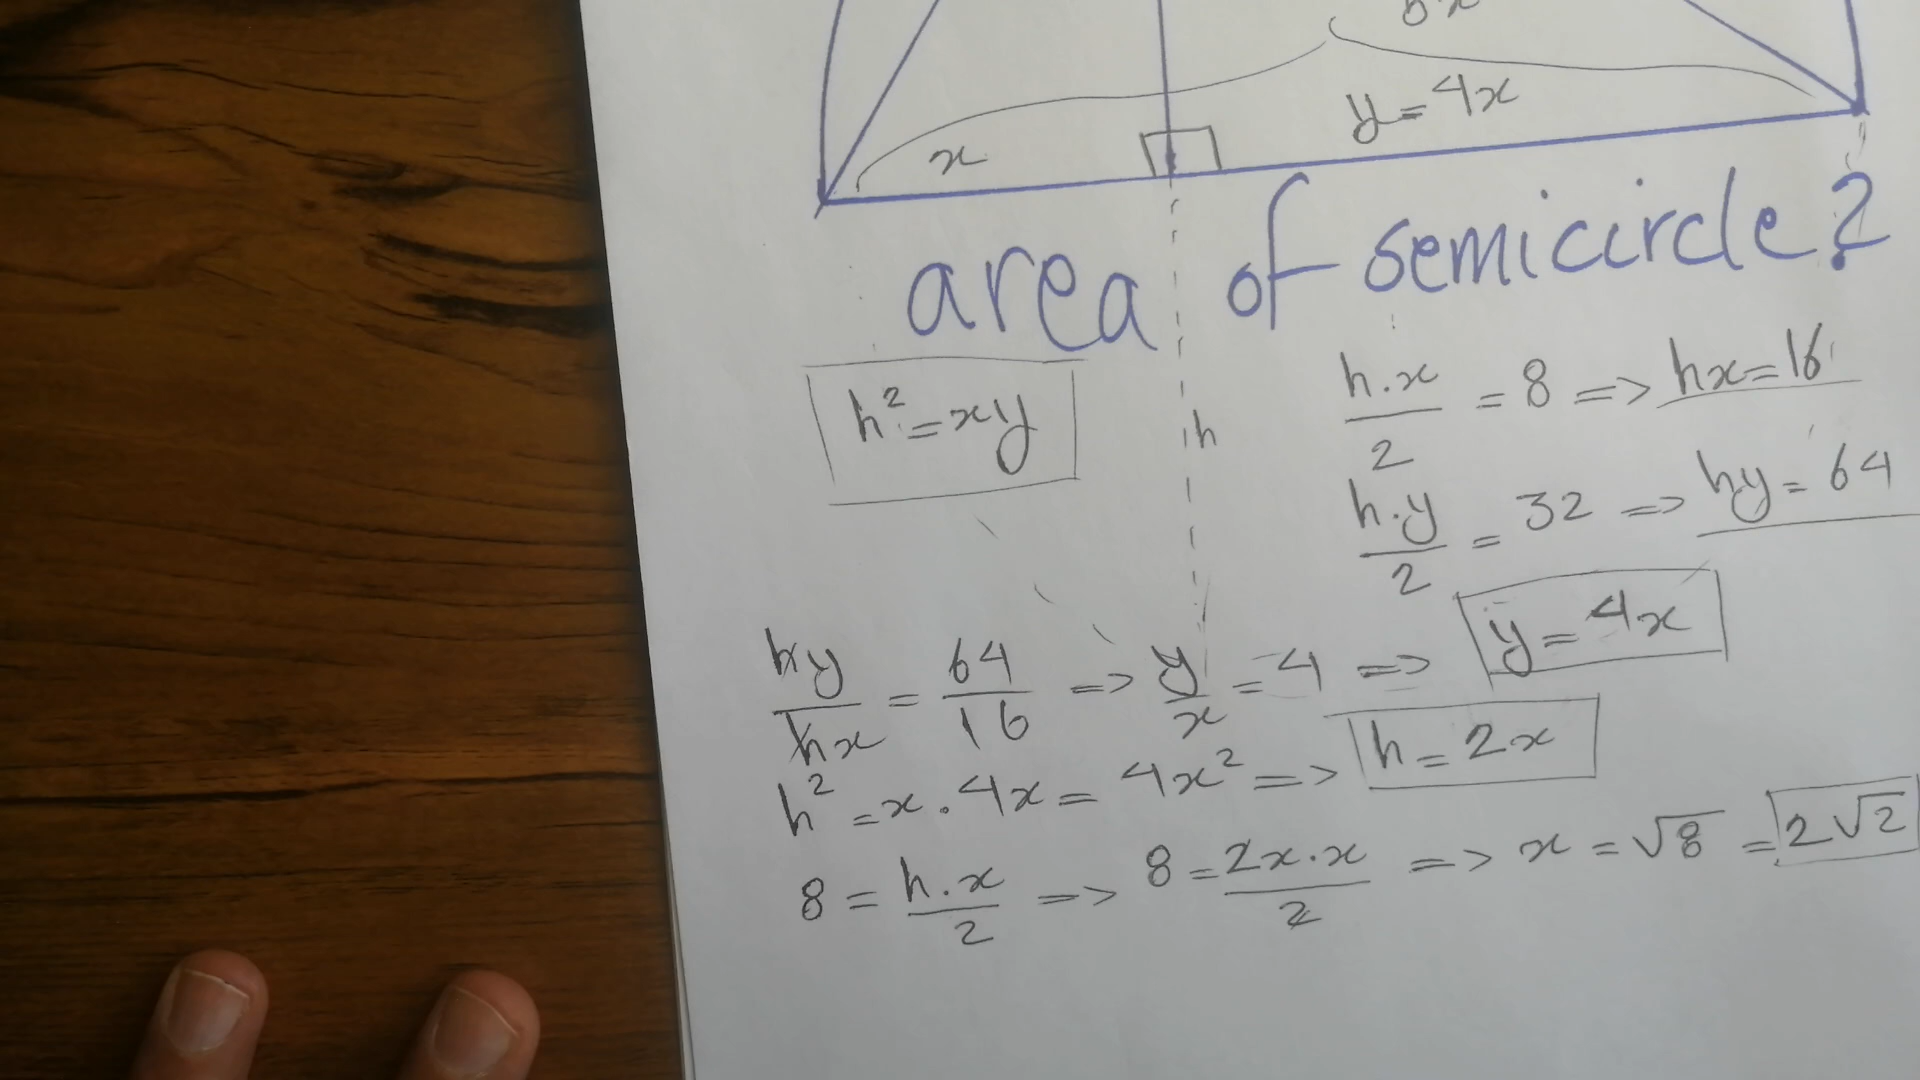 y=4x
x
area of semicircle?
h.x/2 = 8 => hx=16
h²=xy
h
h.y/2 = 32 => hy=64
hy/hx = 64/16 => y/x = 4 => y=4x
h²=x.4x=4x² => h=2x
8 = h.x/2 => 8 = 2x.x/2 => x=√8 = 2√2